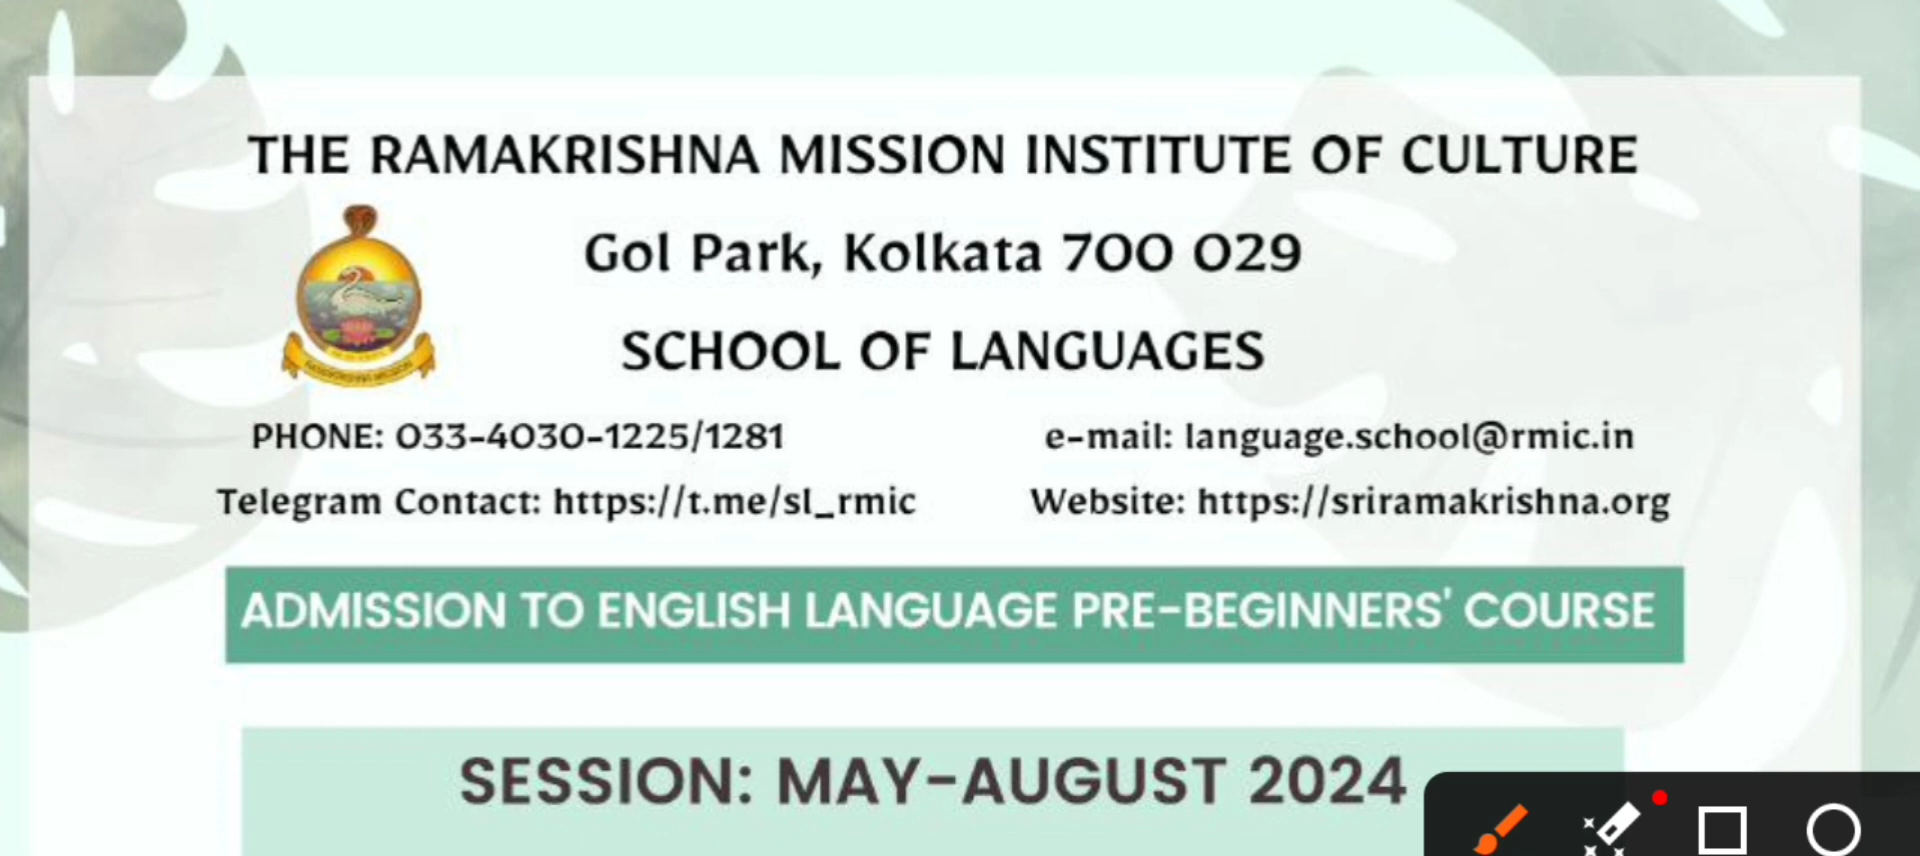 THE RAMAKRISHNA MISSION INSTITUTE OF CULTURE
Gol Park, Kolkata 700 029
SCHOOL OF LANGUAGES
PHONE: 033-4030-1225/1281
e-mail: language.school@rmic.in
Telegram Contact: https://t.me/sl_rmic
Website: https://sriramakrishna.org
ADMISSION TO ENGLISH LANGUAGE PRE-BEGINNERS' COURSE
SESSION: MAY-AUGUST 2024